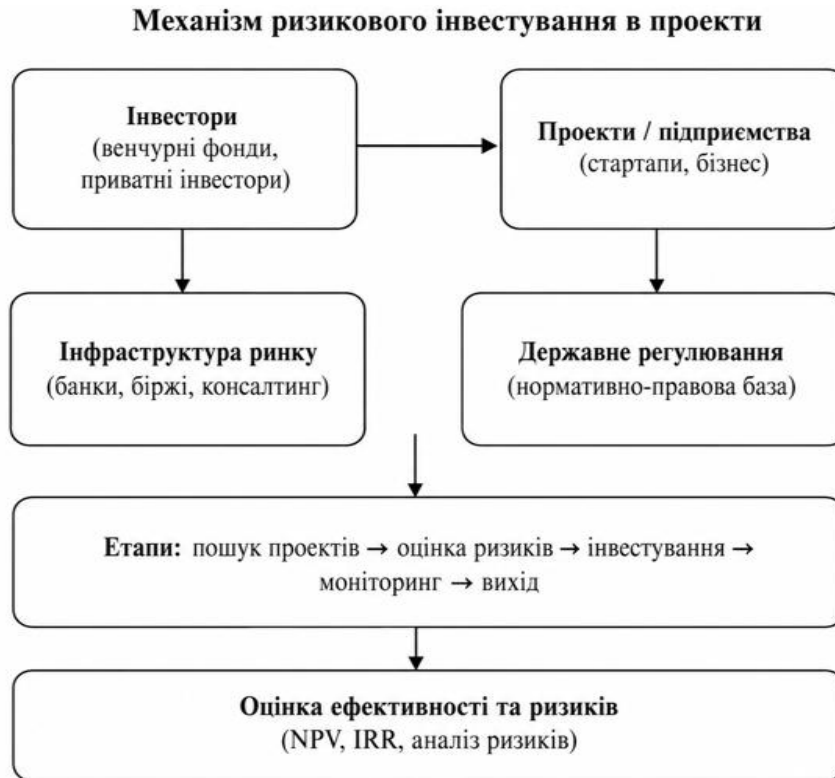 Механізм ризикового інвестування в проекти
Інвестори
(венчурні фонди,
приватні інвестори)
Проекти / підприємства
(стартапи, бізнес)
Інфраструктура ринку
(банки, біржі, консалтинг)
Державне регулювання
(нормативно-правова база)
Етапи: пошук проектів → оцінка ризиків → інвестування →
моніторинг → вихід
Оцінка ефективності та ризиків
(NPV, IRR, аналіз ризиків)